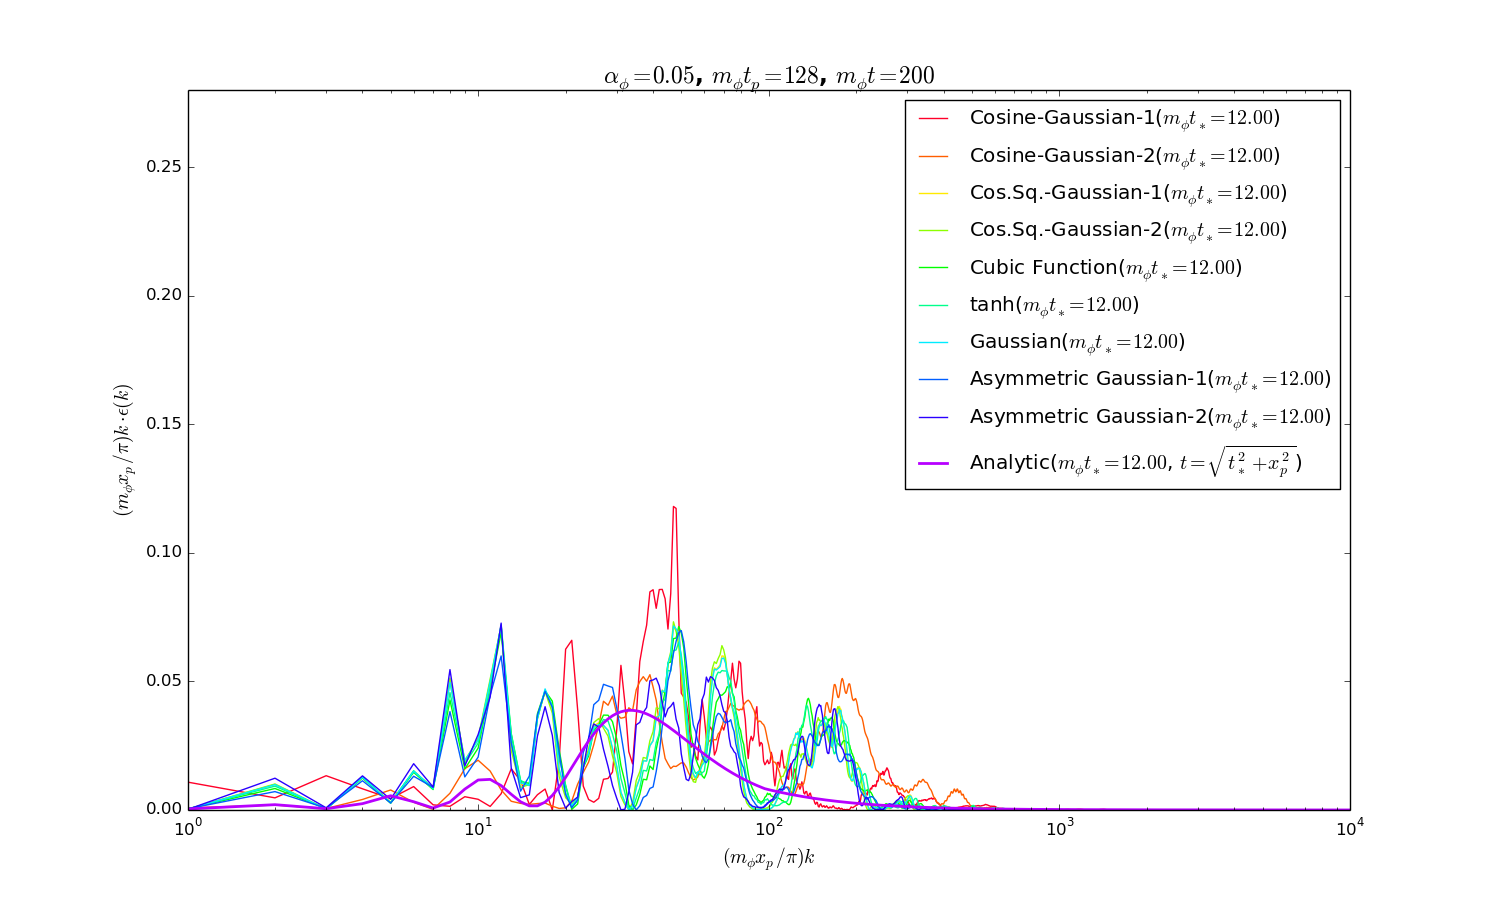 α_ϕ=0.05, m_ϕt_p=128, m_ϕt=200
Cosine-Gaussian-1(m_ϕt_*=12.00)
Cosine-Gaussian-2(m_ϕt_*=12.00)
Cos.Sq.-Gaussian-1(m_ϕt_*=12.00)
Cos.Sq.-Gaussian-2(m_ϕt_*=12.00)
Cubic Function(m_ϕt_*=12.00)
tanh(m_ϕt_*=12.00)
Gaussian(m_ϕt_*=12.00)
Asymmetric Gaussian-1(m_ϕt_*=12.00)
Asymmetric Gaussian-2(m_ϕt_*=12.00)
Analytic(m_ϕt_*=12.00, t=√(t_*^2+x_p^2))
(m_ϕx_p/π)k·ϵ(k)
0.25
0.20
0.15
0.10
0.05
0.00
10^0 10^1 10^2 10^3 10^4
(m_ϕx_p/π)k